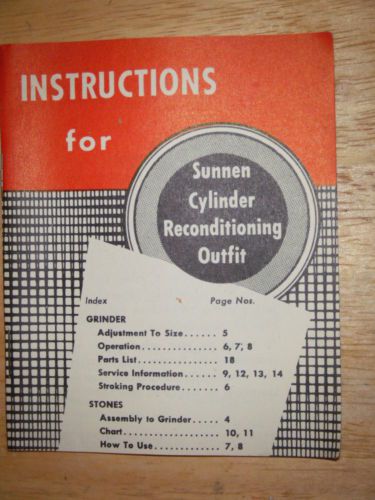 INSTRUCTIONS
for
Sunnen
Cylinder
Reconditioning
Outfit
Index Page Nos.
GRINDER
Adjustment To Size...... 5
Operation............... 6, 7, 8
Parts List............... 18
Service Information...... 9, 12, 13, 14
Stroking Procedure....... 6
STONES
Assembly to Grinder..... 4
Chart.................. 10, 11
How To Use............. 7, 8